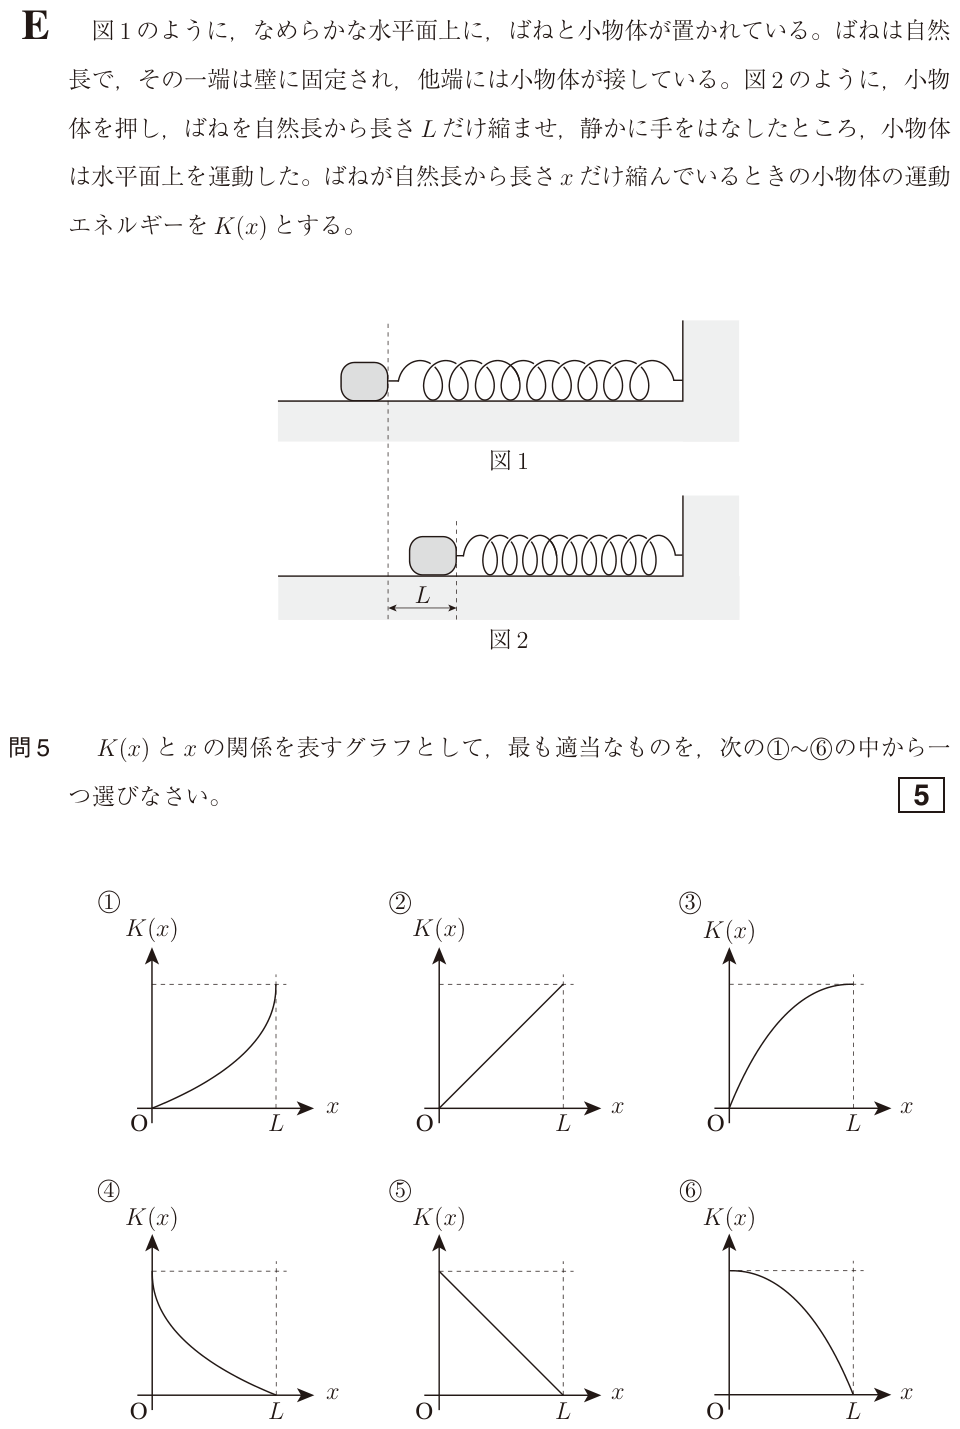 E　図1のように，なめらかな水平面上に，ばねと小物体が置かれている。ばねは自然
長で，その一端は壁に固定され，他端には小物体が接している。図2のように，小物
体を押し，ばねを自然長から長さLだけ縮ませ，静かに手をはなしたところ，小物体
は水平面上を運動した。ばねが自然長から長さxだけ縮んでいるときの小物体の運動
エネルギーをK(x)とする。
図1
L
図2
問5　K(x)とxの関係を表すグラフとして，最も適当なものを，次の①～⑥の中から一
つ選びなさい。 5
① ② ③
K(x) K(x) K(x)
O L x O L x O L x
④ ⑤ ⑥
K(x) K(x) K(x)
O L x O L x O L x